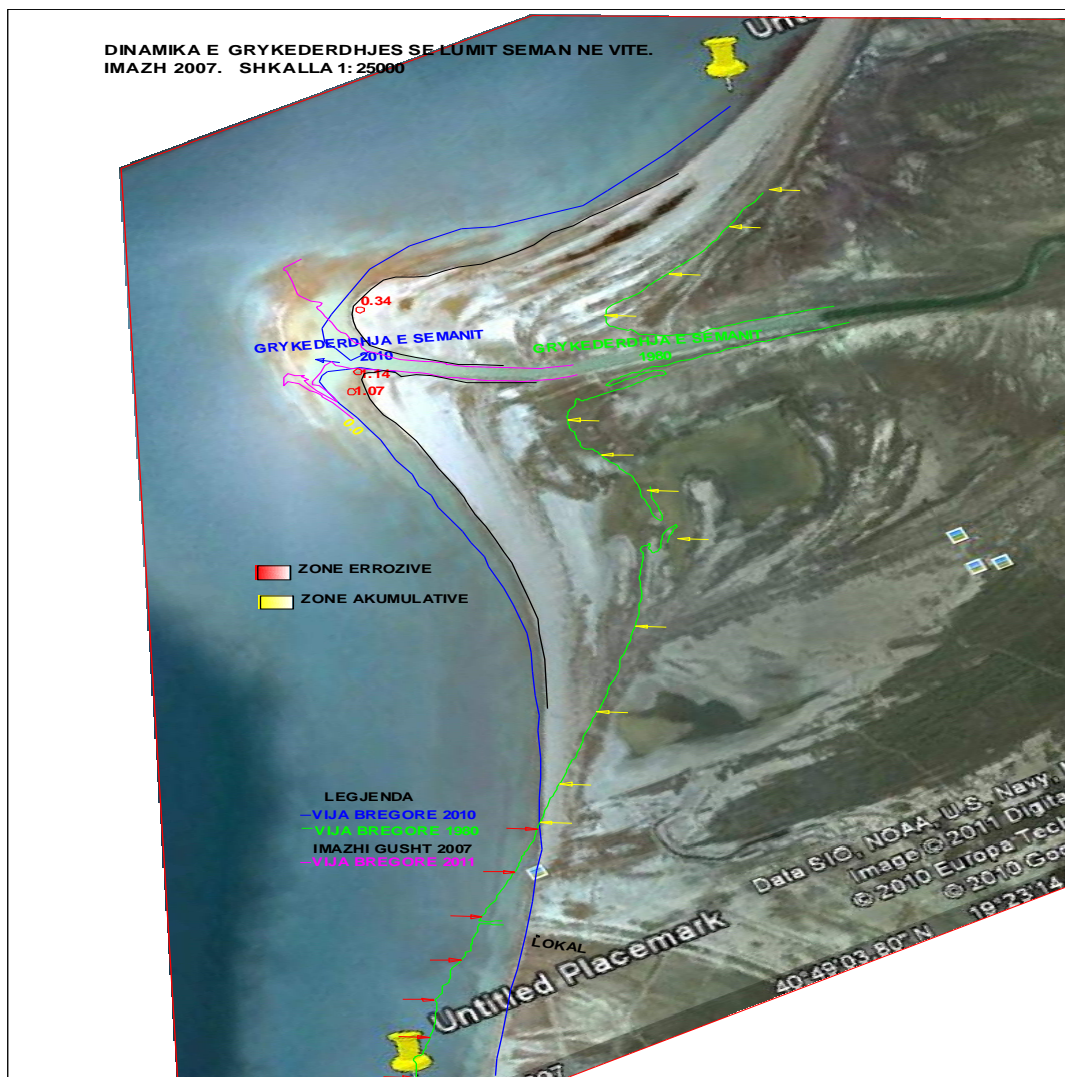 DINAMIKA E GRYKEDERDHJES SE LUMIT SEMAN NE VITE.
IMAZH 2007. SHKALLA 1: 25000
0.34
GRYKEDERDHJA E SEMANIT
2010
GRYKEDERDHJA E SEMANIT
1.14
1.07
0.0
ZONE ERROZIVE
ZONE AKUMULATIVE
LEGJENDA
VIJA BREGORE 2010
VIJA BREGORE 1980
IMAZHI GUSHT 2007
VIJA BREGORE 2011
LOKAL
Untitled Placemark
Data SIO, NOAA, U.S. Navy,
Image © 2011 Digita
© 2010 Europa Tech
© 2010 Goo
40°49'03.80" N 19°23'14